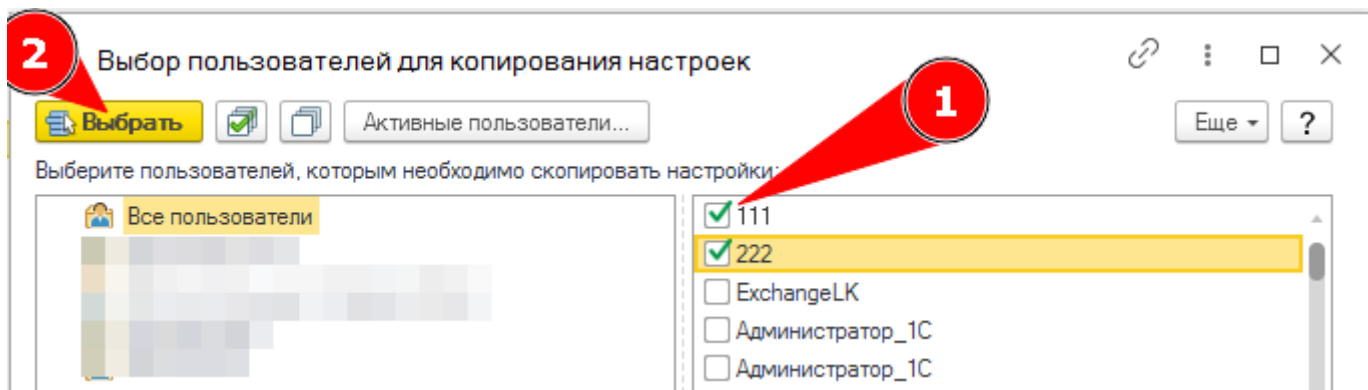 2
Выбор пользователей для копирования настроек
1
Выбрать Активные пользователи... Еще ?
Выберите пользователей, которым необходимо скопировать настройки:
Все пользователи
111
222
ExchangeLK
Администратор_1С
Администратор_1С